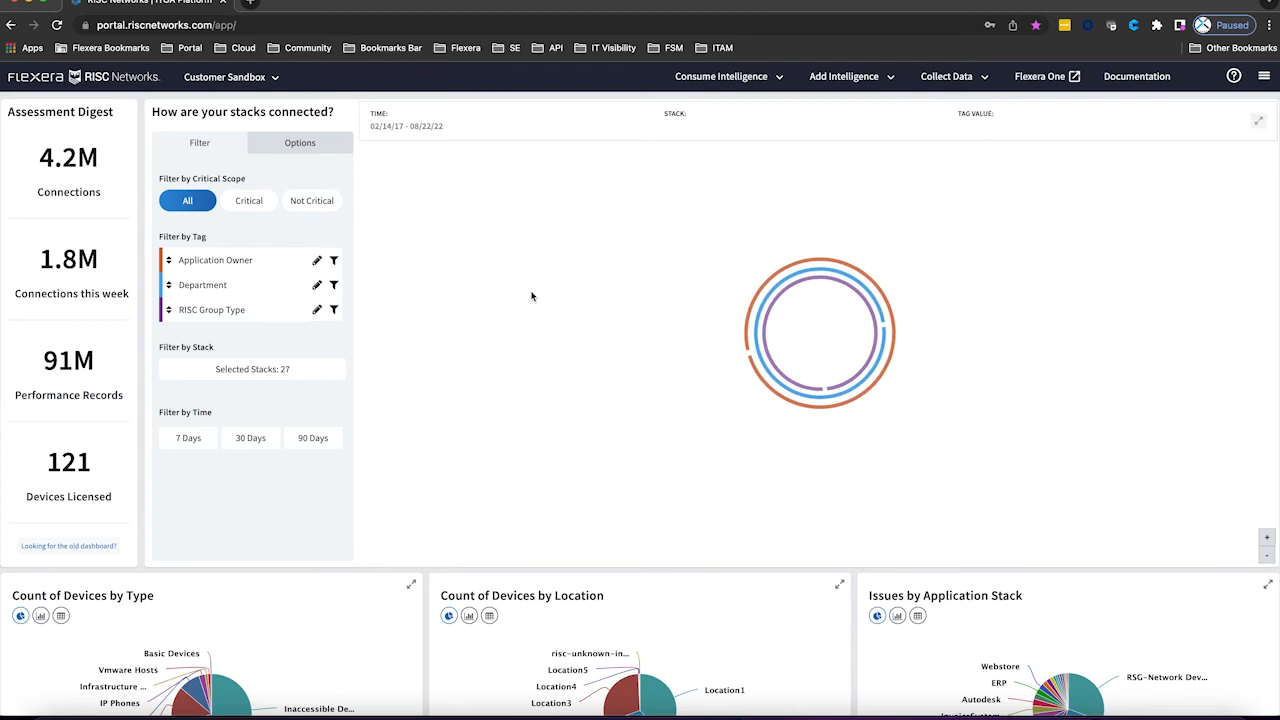 RISC Networks | ITOA Platform
portal.riscnetworks.com/app/
Paused
Apps
Flexera Bookmarks
Portal
Cloud
Community
Bookmarks Bar
Flexera
SE
API
IT Visibility
FSM
ITAM
Other Bookmarks
FLEXERA RISC NETWORKS.
Customer Sandbox
Consume Intelligence
Add Intelligence
Collect Data
Flexera One
Documentation
Assessment Digest
4.2M
Connections
1.8M
Connections this week
91M
Performance Records
121
Devices Licensed
Looking for the old dashboard?
How are your stacks connected?
Filter
Options
Filter by Critical Scope
All
Critical
Not Critical
Filter by Tag
Application Owner
Department
RISC Group Type
Filter by Stack
Selected Stacks: 27
Filter by Time
7 Days
30 Days
90 Days
TIME:
02/14/17 - 08/22/22
STACK:
TAG VALUE:
+
-
Count of Devices by Type
Basic Devices
Vmware Hosts
Infrastructure ...
IP Phones
Inaccessible De...
Count of Devices by Location
risc-unknown-in...
Location5
Location4
Location3
Location1
Issues by Application Stack
Webstore
ERP
Autodesk
InvoiceSystem
RSG-Network Dev...